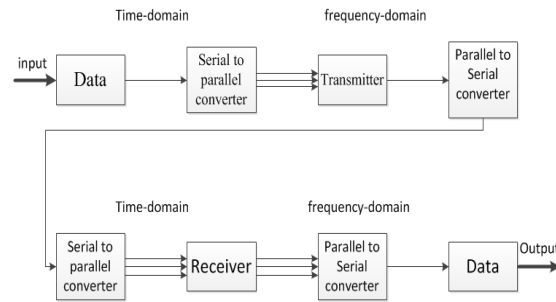 Time-domain
frequency-domain
input
Data
Serial to
parallel
converter
Transmitter
Parallel to
Serial
converter
Time-domain
frequency-domain
Serial to
parallel
converter
Receiver
Parallel to
Serial
converter
Data
Output